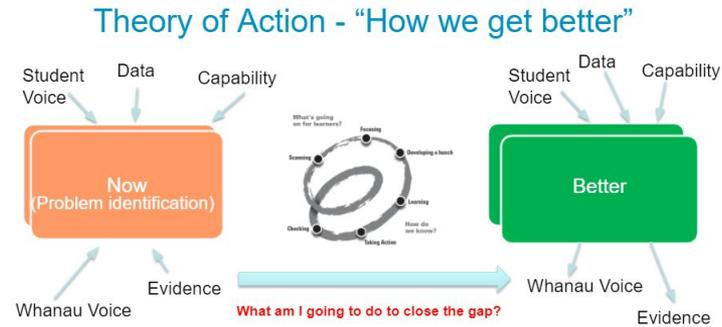 Theory of Action - “How we get better”
Student
Voice
Data
Capability
Now
(Problem identification)
Whanau Voice
Evidence
What's going
on for learners?
Focusing
Scanning
Developing a hunch
Learning
How do
we know?
Checking
Taking Action
What am I going to do to close the gap?
Student
Voice
Data
Capability
Better
Whanau Voice
Evidence